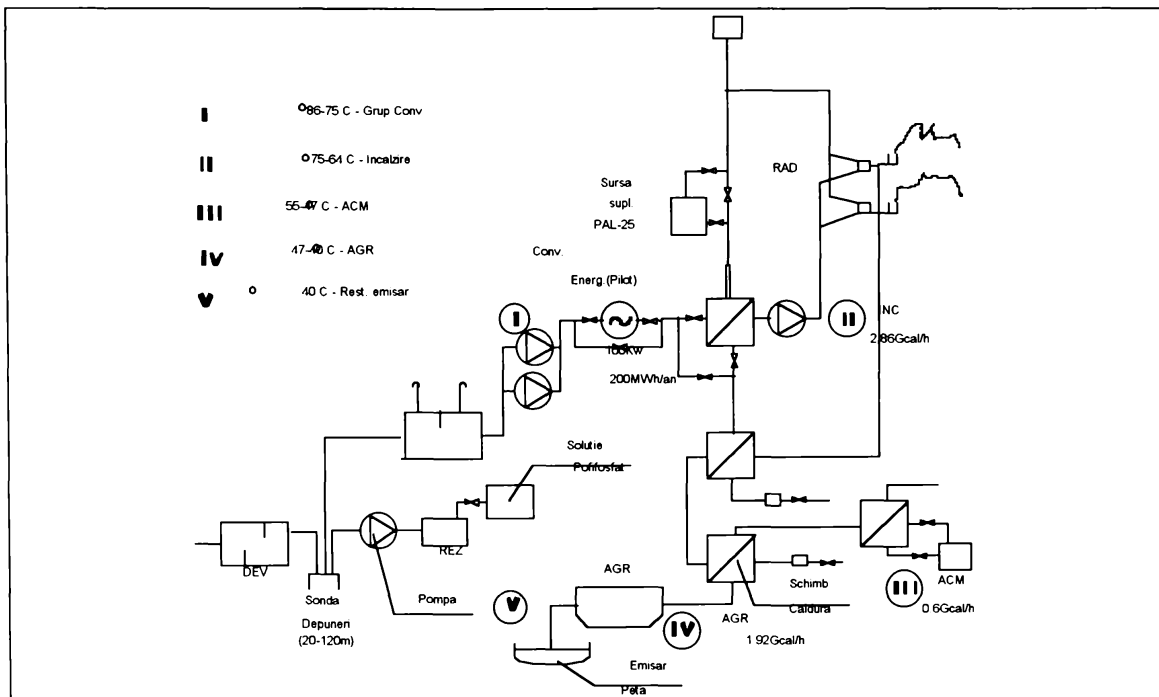 I °86-75 C - Grup Conv
II °75-64 C - Incalzire
III 55-47 C - ACM
IV 47-40 C - AGR
V ° 40 C - Rest. emisar
Sursa
supl.
PAL-25
RAD
Conv.
Energ.(Pilot)
I
100Kw
200MWh/an
II
INC
2.86Gcal/h
Solutie
Polifosfat
DEV
REZ
Sonda
Depuneri
(20-120m)
Pompa
V
AGR
IV
AGR
1.92Gcal/h
Schimb
Caldura
III
ACM
0.6Gcal/h
Emisar
Peta